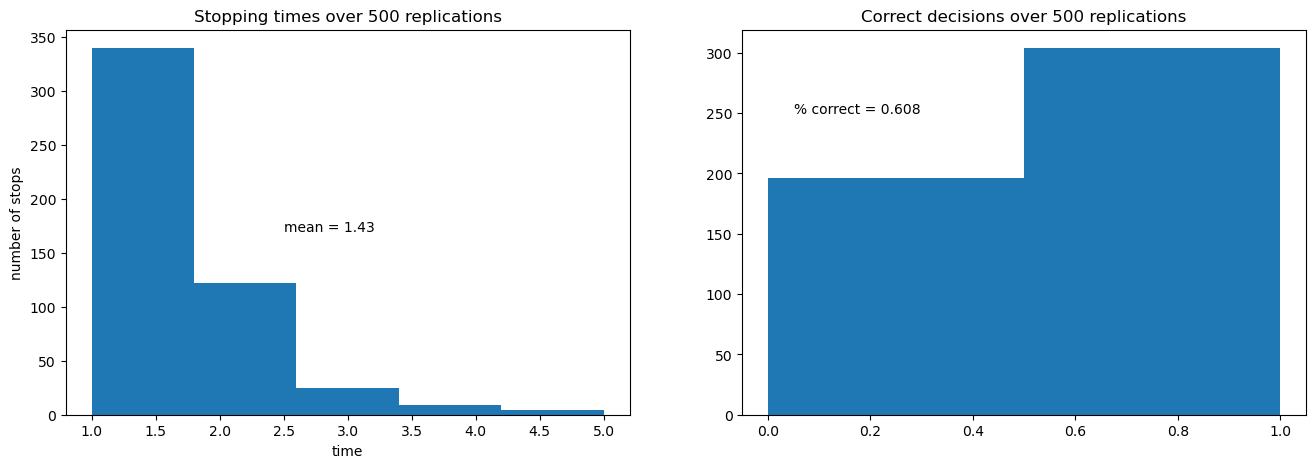 Stopping times over 500 replications
350
300
250
200
150
100
50
0
number of stops
mean = 1.43
1.0 1.5 2.0 2.5 3.0 3.5 4.0 4.5 5.0
time
Correct decisions over 500 replications
300
250
200
150
100
50
0
% correct = 0.608
0.0 0.2 0.4 0.6 0.8 1.0